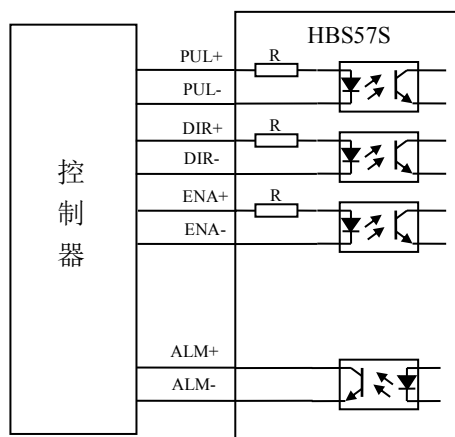 HBS57S
PUL+
R
PUL-
DIR+
R
DIR-
控制器
ENA+
R
ENA-
ALM+
ALM-